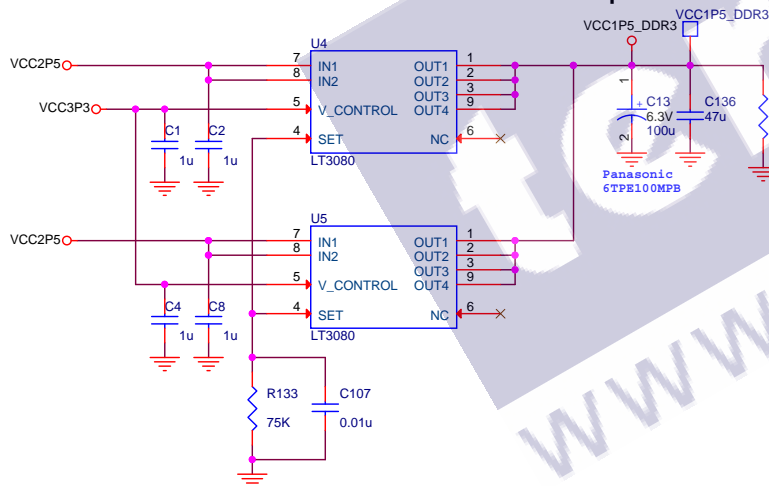 VCC1P5_DDR3
VCC1P5_DDR3
U4
VCC2P5
7 IN1 OUT1 1
8 IN2 OUT2 2
OUT3 3
VCC3P3
5 V_CONTROL OUT4 9
4 SET NC 6
LT3080
C1
1u
C2
1u
1
+ C13
6.3V
100u
2
C136
47u
Panasonic
6TPE100MPB
U5
VCC2P5
7 IN1 OUT1 1
8 IN2 OUT2 2
OUT3 3
5 V_CONTROL OUT4 9
4 SET NC 6
LT3080
C4
1u
C8
1u
R133
75K
C107
0.01u
www